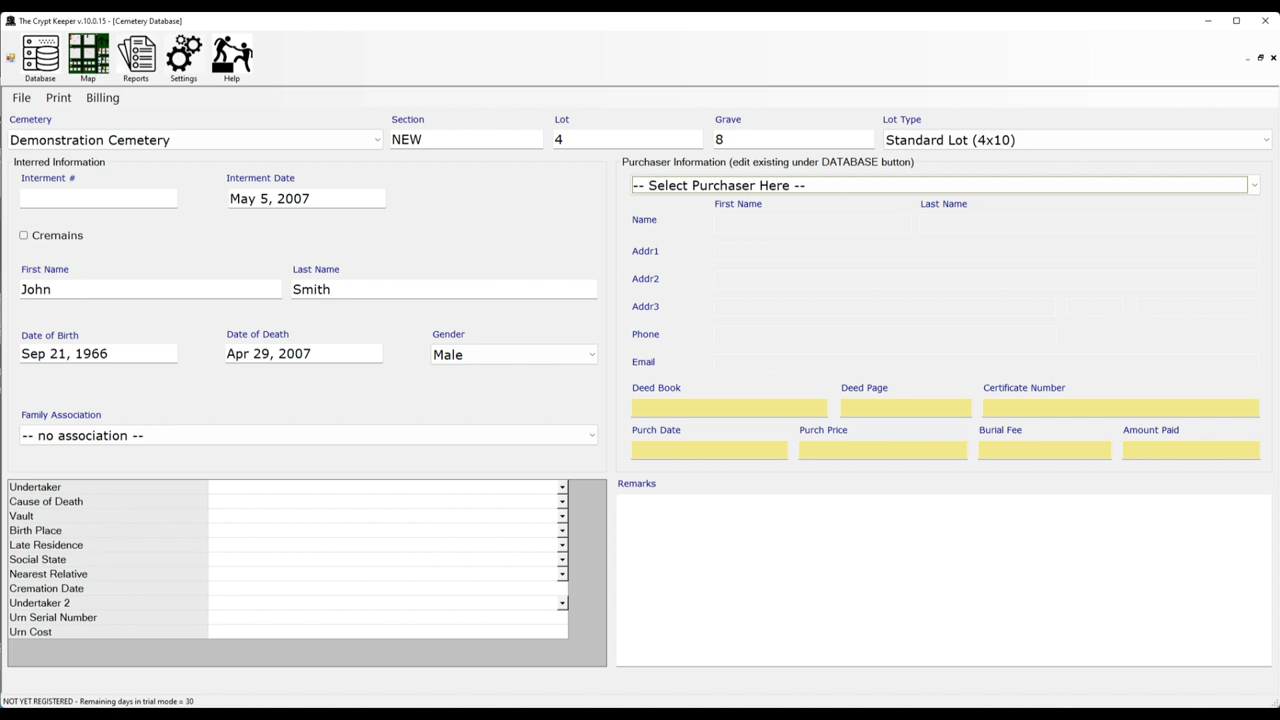 The Crypt Keeper v.10.0.15 - [Cemetery Database]
Database Map Reports Settings Help
File Print Billing
Cemetery Section Lot Grave Lot Type
Demonstration Cemetery NEW 4 8 Standard Lot (4x10)
Interred Information
Interment # Interment Date
May 5, 2007
Cremains
First Name Last Name
John Smith
Date of Birth Date of Death Gender
Sep 21, 1966 Apr 29, 2007 Male
Family Association
-- no association --
Purchaser Information (edit existing under DATABASE button)
-- Select Purchaser Here --
First Name Last Name
Name
Addr1
Addr2
Addr3
Phone
Email
Deed Book Deed Page Certificate Number
Purch Date Purch Price Burial Fee Amount Paid
Undertaker
Cause of Death
Vault
Birth Place
Late Residence
Social State
Nearest Relative
Cremation Date
Undertaker 2
Urn Serial Number
Urn Cost
Remarks
NOT YET REGISTERED - Remaining days in trial mode = 30